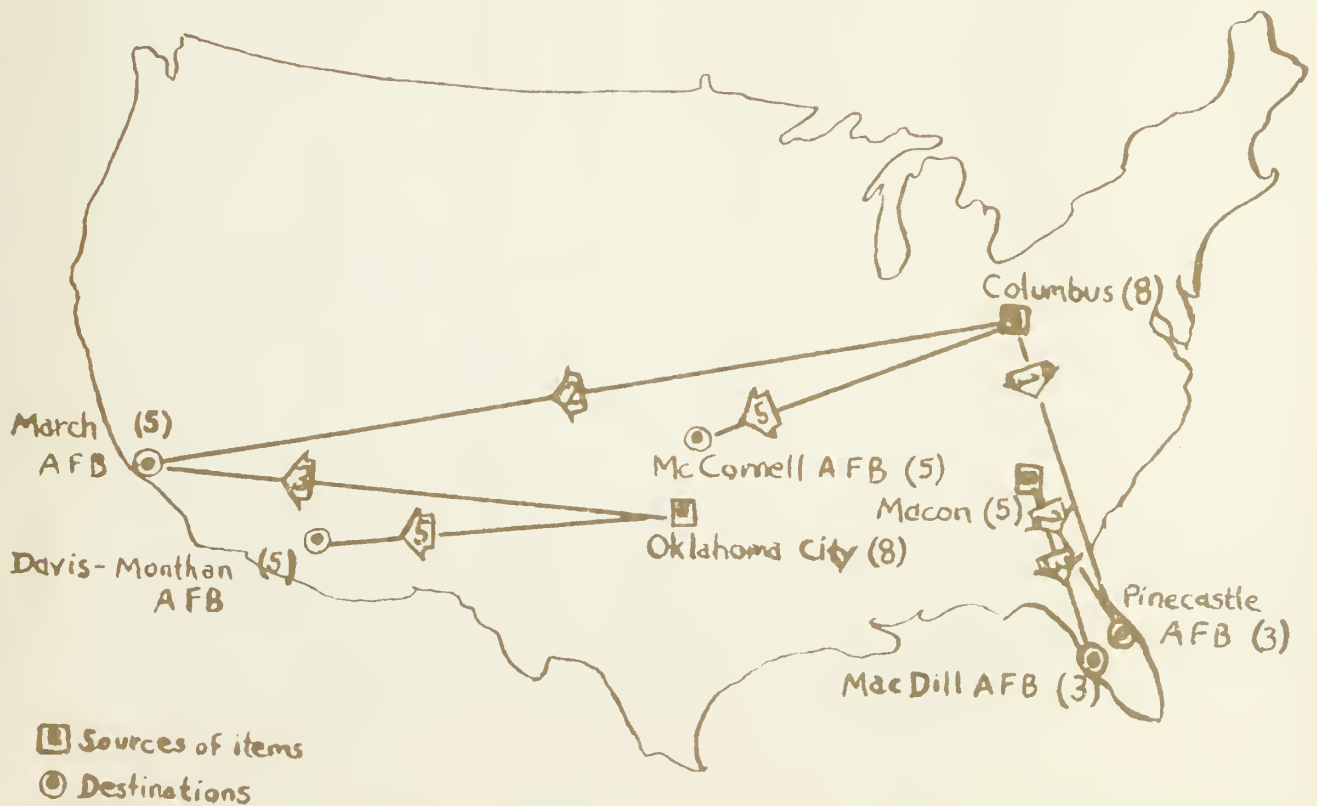 Columbus (8)
1
2
March (5)
AFB
5
McConnell AFB (5)
3
Macon (5)
5
Oklahoma City (8)
Davis-Monthan (5)
AFB
Pinecastle
AFB (3)
MacDill AFB (3)
Sources of items
Destinations